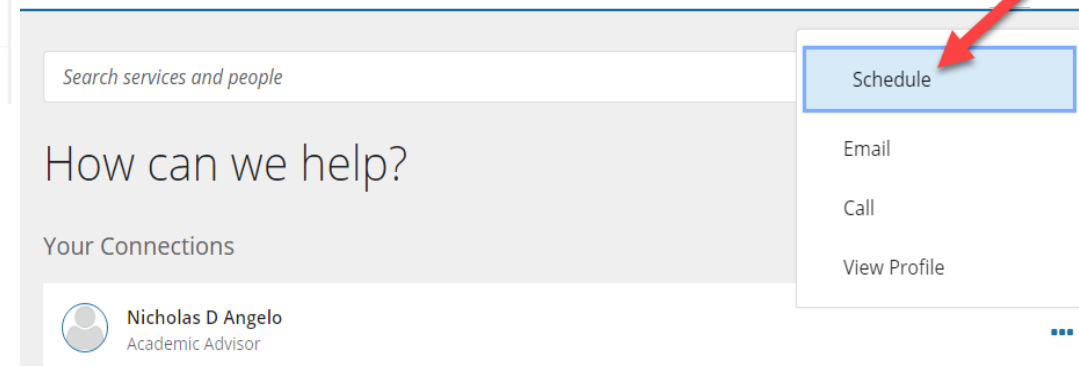 Search services and people
Schedule
How can we help?
Email
Call
Your Connections
View Profile
Nicholas D Angelo
Academic Advisor